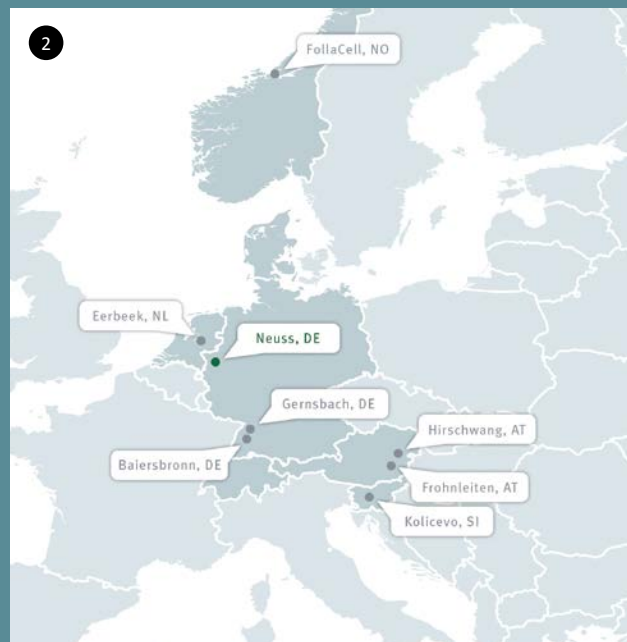 2
FollaCell, NO
Eerbeek, NL
Neuss, DE
Gernsbach, DE
Hirschwang, AT
Baiersbronn, DE
Frohnleiten, AT
Kolicevo, SI